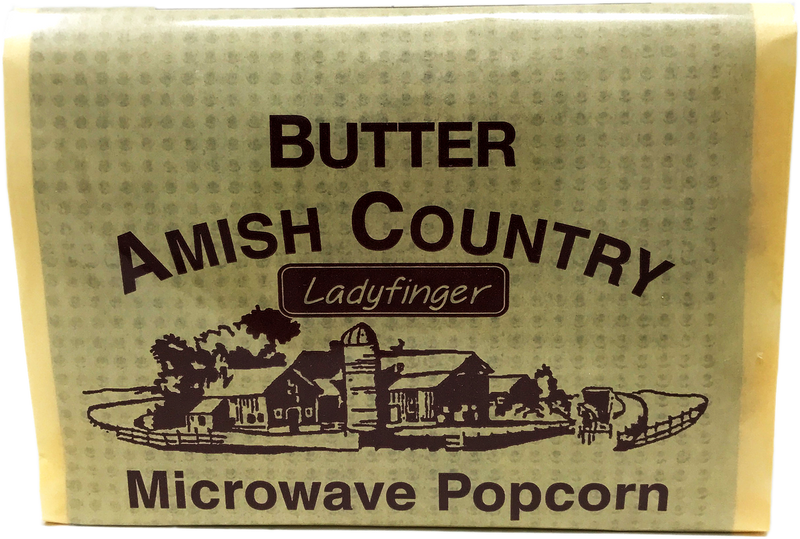 BUTTER
AMISH COUNTRY
Ladyfinger
Microwave Popcorn